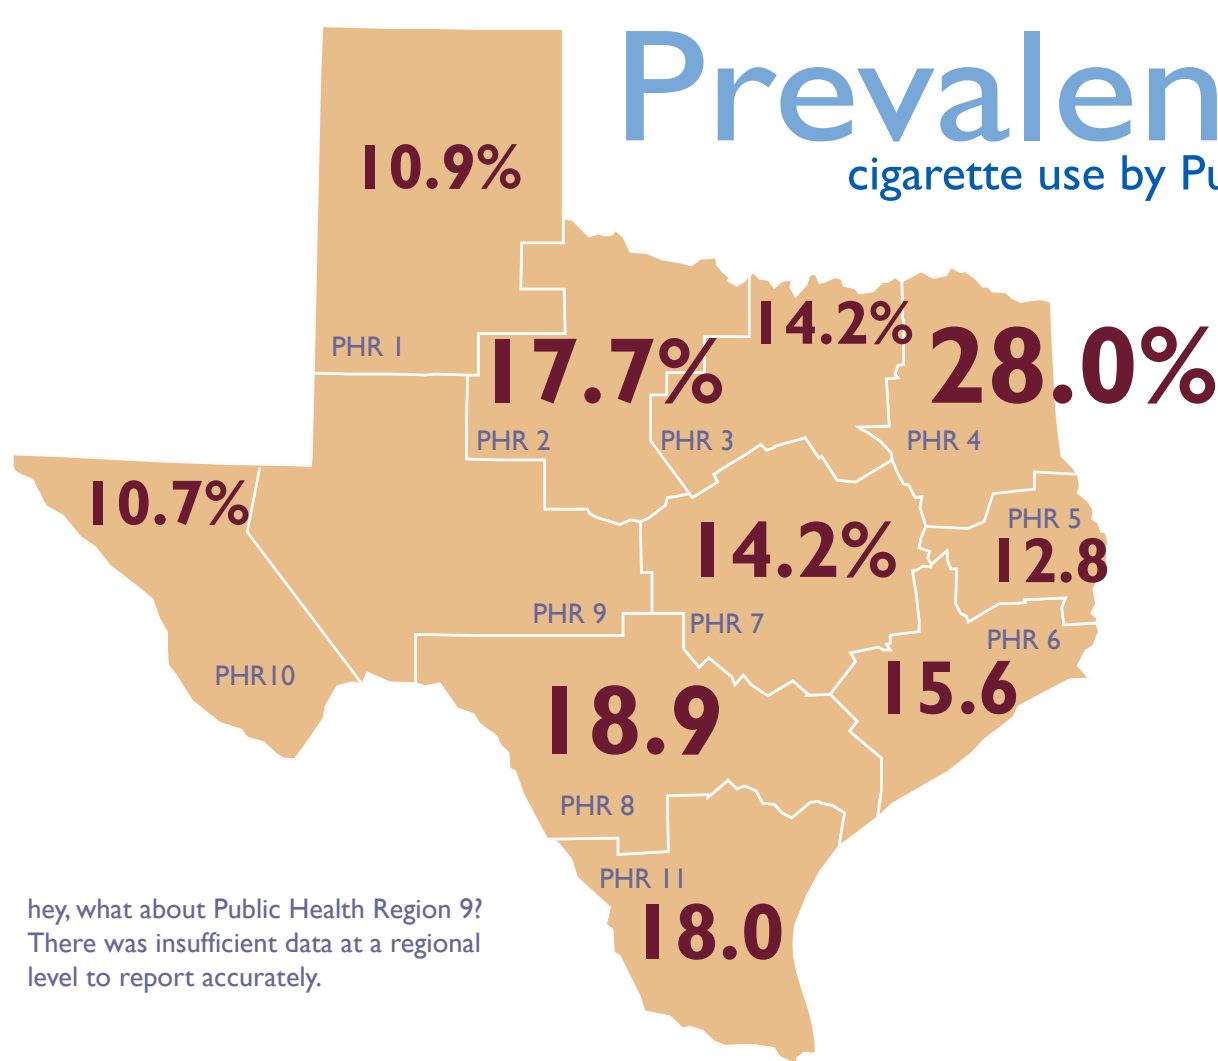 Prevalen
cigarette use by Pu
10.9%
PHR 1
14.2%
17.7%
28.0%
PHR 2
PHR 3
PHR 4
10.7%
PHR 5
14.2%
12.8
PHR 9
PHR 7
PHR 6
PHR10
15.6
18.9
PHR 8
PHR 11
18.0
hey, what about Public Health Region 9?
There was insufficient data at a regional
level to report accurately.